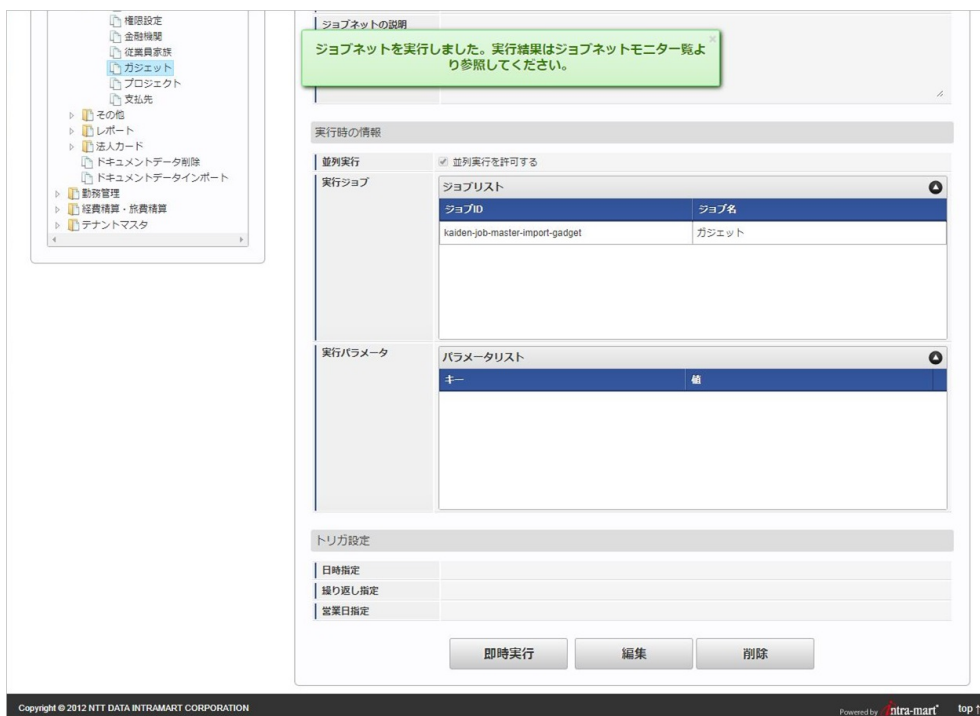 権限設定
金融機関
従業員家族
ガジェット
プロジェクト
支払先
その他
レポート
法人カード
ドキュメントデータ削除
ドキュメントデータインポート
勤務管理
経費精算・旅費精算
テナントマスタ
ジョブネットの説明
ジョブネットを実行しました。実行結果はジョブネットモニタ一覧よ
り参照してください。
実行時の情報
並列実行
並列実行を許可する
実行ジョブ
ジョブリスト
ジョブID ジョブ名
kaiden-job-master-import-gadget ガジェット
実行パラメータ
パラメータリスト
キー 値
トリガ設定
日時指定
繰り返し指定
営業日指定
即時実行 編集 削除
Copyright © 2012 NTT DATA INTRAMART CORPORATION
Powered by intra-mart
top